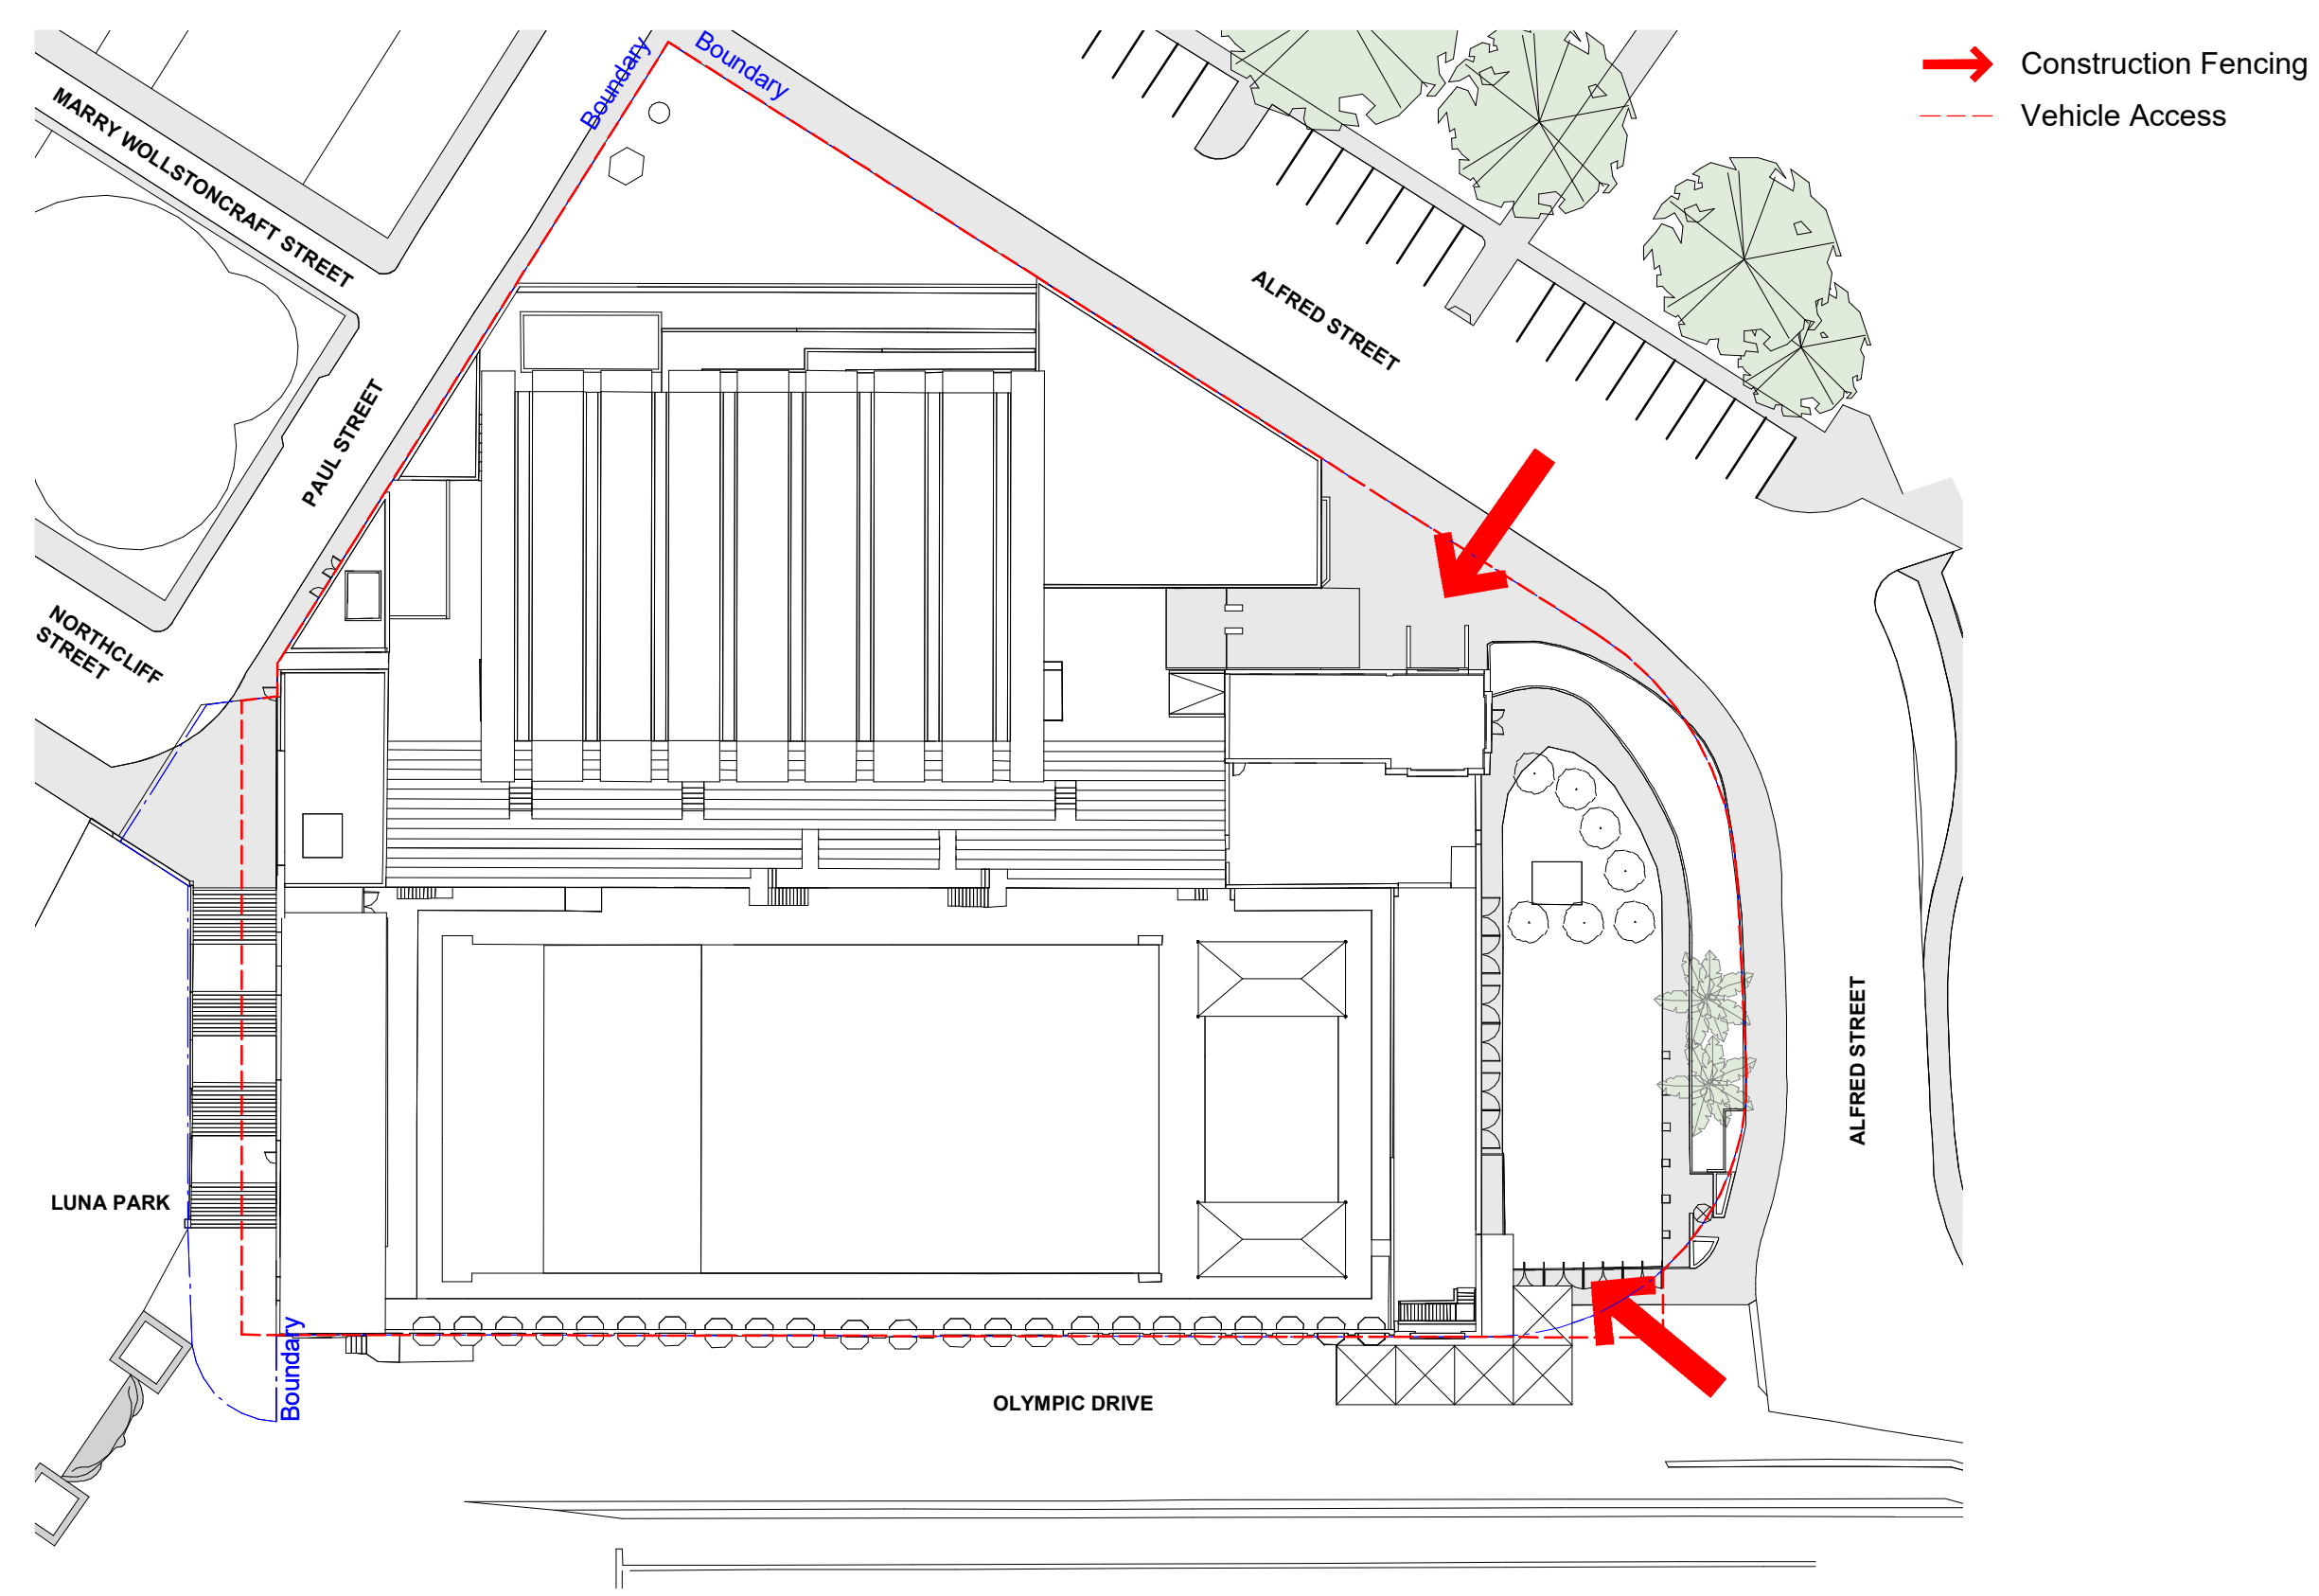 Boundary
Boundary
Construction Fencing
Vehicle Access
MARRY WOLLSTONCRAFT STREET
ALFRED STREET
PAUL STREET
NORTHCLIFF
STREET
ALFRED STREET
LUNA PARK
Boundary
OLYMPIC DRIVE